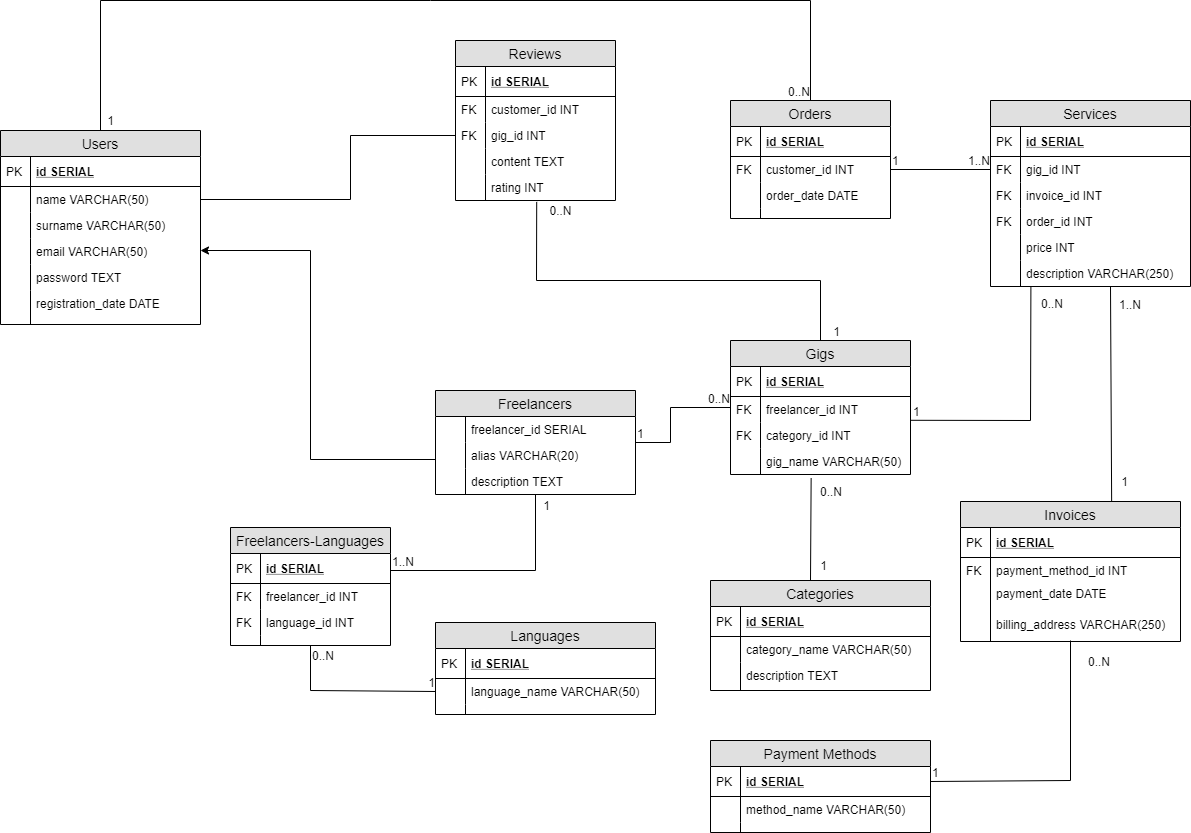 Reviews
PK id SERIAL
FK customer_id INT
FK gig_id INT
content TEXT
rating INT
0..N
1
Users
PK id SERIAL
name VARCHAR(50)
surname VARCHAR(50)
email VARCHAR(50)
password TEXT
registration_date DATE
0..N
Orders
PK id SERIAL
FK customer_id INT
order_date DATE
1
1..N
Services
PK id SERIAL
FK gig_id INT
FK invoice_id INT
FK order_id INT
price INT
description VARCHAR(250)
0..N
1..N
1
Gigs
PK id SERIAL
FK freelancer_id INT
FK category_id INT
gig_name VARCHAR(50)
0..N
1
0..N
Freelancers
freelancer_id SERIAL
alias VARCHAR(20)
description TEXT
1
1
Freelancers-Languages
PK id SERIAL
FK freelancer_id INT
FK language_id INT
1..N
0..N
1
Languages
PK id SERIAL
language_name VARCHAR(50)
1
Categories
PK id SERIAL
category_name VARCHAR(50)
description TEXT
1
Invoices
PK id SERIAL
FK payment_method_id INT
payment_date DATE
billing_address VARCHAR(250)
0..N
1
Payment Methods
PK id SERIAL
method_name VARCHAR(50)